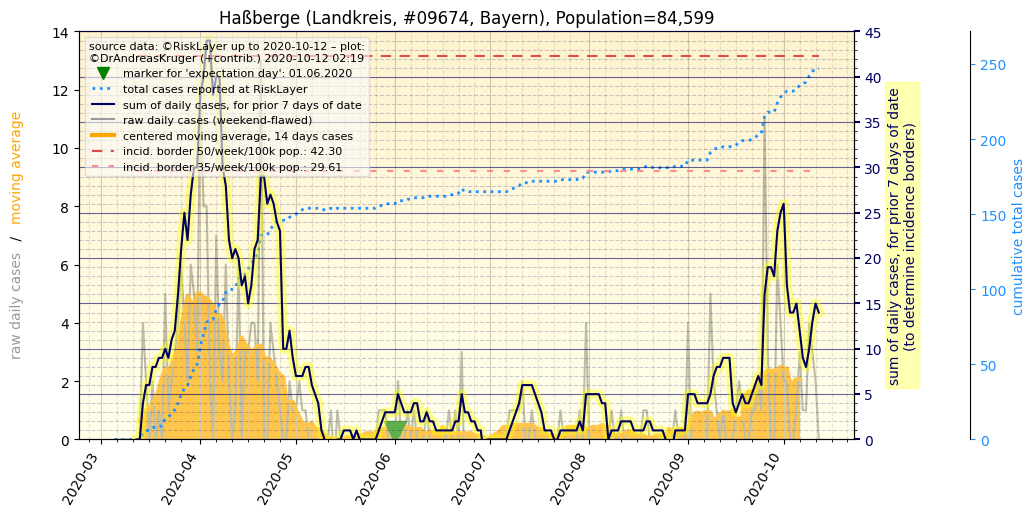 Haßberge (Landkreis, #09674, Bayern), Population=84,599
source data: ©RiskLayer up to 2020-10-12 – plot:
©DrAndreasKruger (+contrib.) 2020-10-12 02:19
marker for 'expectation day': 01.06.2020
total cases reported at RiskLayer
sum of daily cases, for prior 7 days of date
raw daily cases (weekend-flawed)
centered moving average, 14 days cases
incid. border 50/week/100k pop.: 42.30
incid. border 35/week/100k pop.: 29.61
raw daily cases / moving average
14
12
10
8
6
4
2
0
2020-03
2020-04
2020-05
2020-06
2020-07
2020-08
2020-09
2020-10
45
40
35
30
25
20
15
10
5
0
sum of daily cases, for prior 7 days of date
(to determine, incidence borders)
250
200
150
100
50
0
cumulative total cases